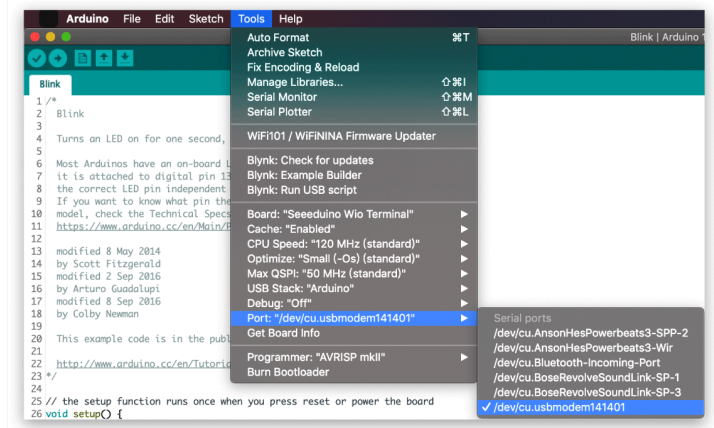 Arduino File Edit Sketch Tools Help
Blink | Arduino 1
Blink
1 /*
2 Blink
3
4 Turns an LED on for one second,
5
6 Most Arduinos have an on-board L
7 it is attached to digital pin 13
8 the correct LED pin independent
9 If you want to know what pin the
10 model, check the Technical Specs
11 https://www.arduino.cc/en/Main/P
12
13 modified 8 May 2014
14 by Scott Fitzgerald
15 modified 2 Sep 2016
16 by Arturo Guadalupi
17 modified 8 Sep 2016
18 by Colby Newman
19
20 This example code is in the publ
21
22 http://www.arduino.cc/en/Tutoria
23 */
24
25 // the setup function runs once when you press reset or power the board
26 void setup() {
Auto Format ⌘T
Archive Sketch
Fix Encoding & Reload
Manage Libraries... ⇧⌘I
Serial Monitor ⇧⌘M
Serial Plotter ⇧⌘L
WiFi101 / WiFiNINA Firmware Updater
Blynk: Check for updates
Blynk: Example Builder
Blynk: Run USB script
Board: "Seeeduino Wio Terminal"
Cache: "Enabled"
CPU Speed: "120 MHz (standard)"
Optimize: "Small (-Os) (standard)"
Max QSPI: "50 MHz (standard)"
USB Stack: "Arduino"
Debug: "Off"
Port: "/dev/cu.usbmodem141401"
Get Board Info
Programmer: "AVRISP mkII"
Burn Bootloader
Serial ports
/dev/cu.AnsonHesPowerbeats3-SPP-2
/dev/cu.AnsonHesPowerbeats3-Wir
/dev/cu.Bluetooth-Incoming-Port
/dev/cu.BoseRevolveSoundLink-SP-1
/dev/cu.BoseRevolveSoundLink-SP-3
✓ /dev/cu.usbmodem141401